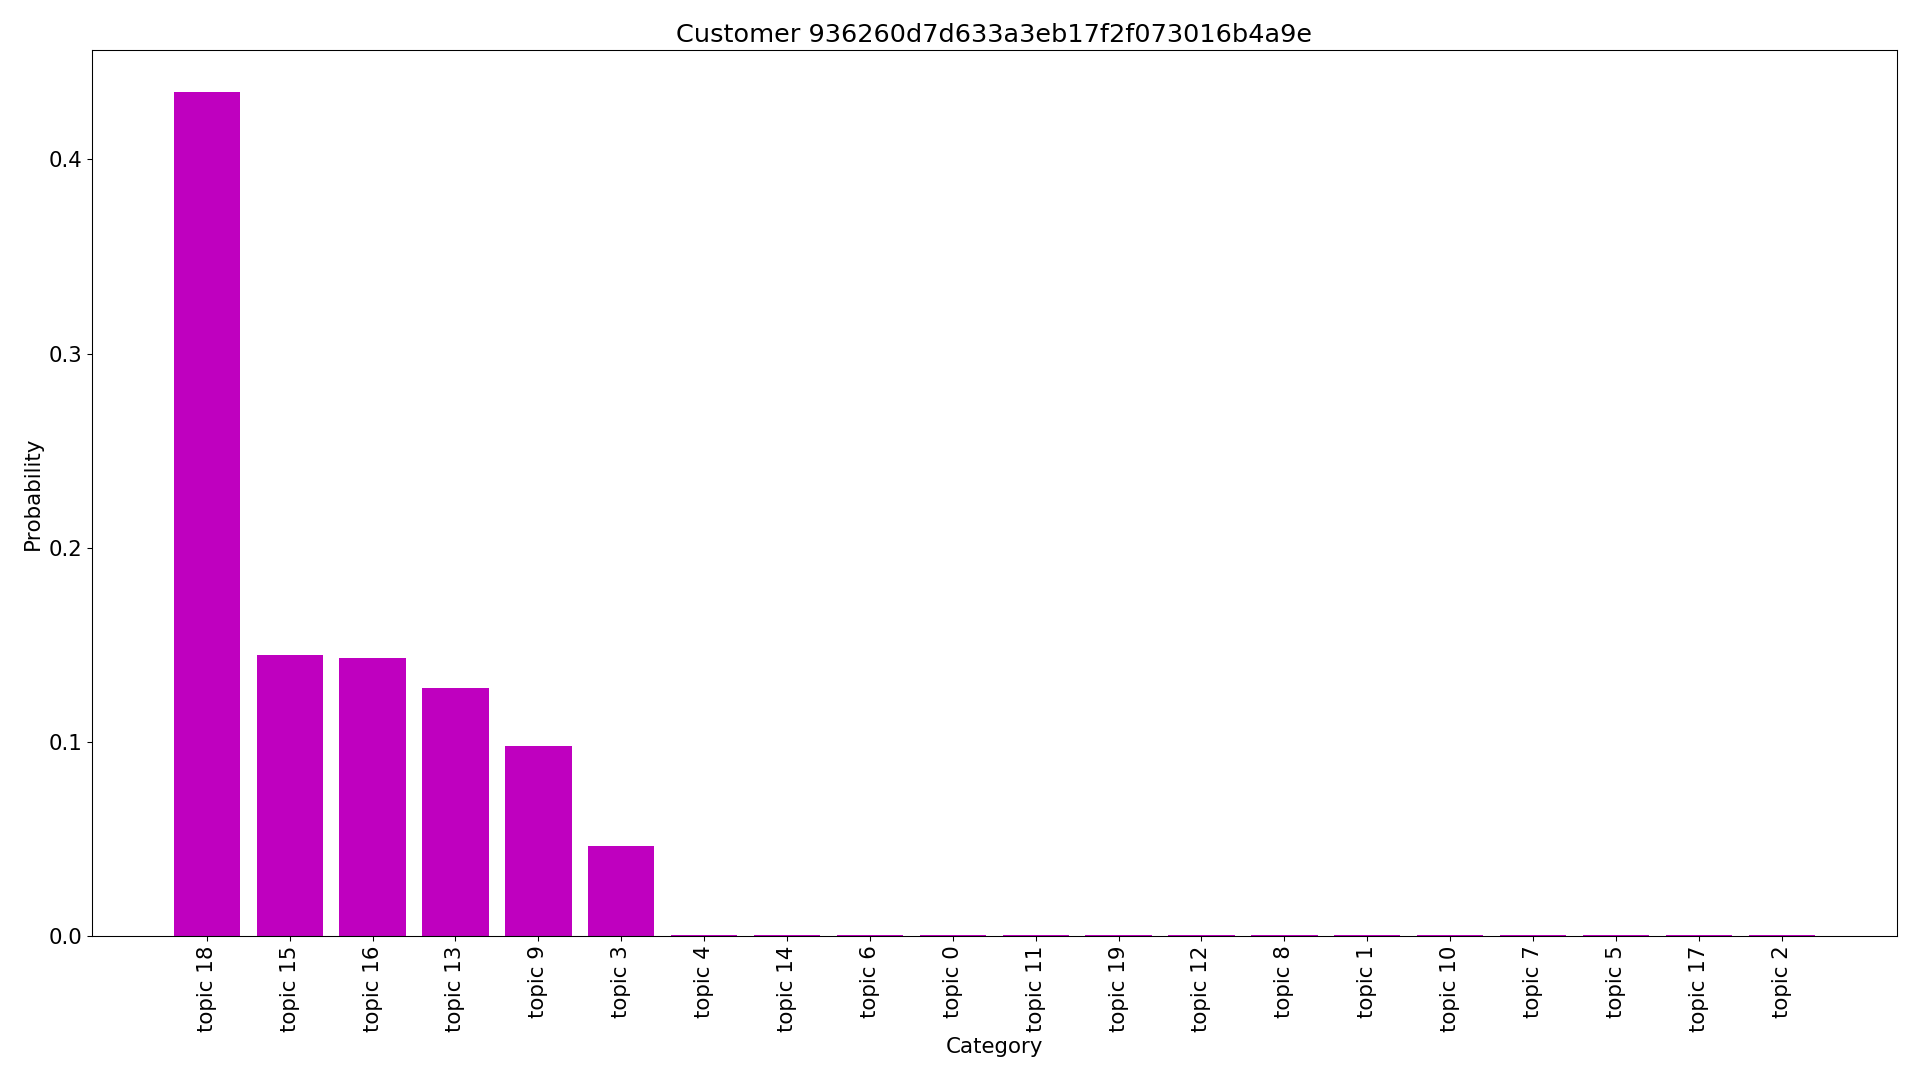 Customer 936260d7d633a3eb17f2f073016b4a9e
Probability
0.4
0.3
0.2
0.1
0.0
topic 18
topic 15
topic 16
topic 13
topic 9
topic 3
topic 4
topic 14
topic 6
topic 0
topic 11
topic 19
topic 12
topic 8
topic 1
topic 10
topic 7
topic 5
topic 17
topic 2
Category